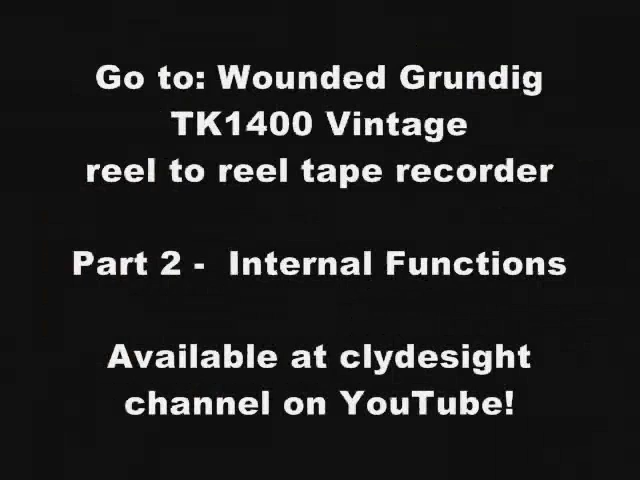 Go to: Wounded Grundig
TK1400 Vintage
reel to reel tape recorder
Part 2 -  Internal Functions
Available at clydesight
channel on YouTube!